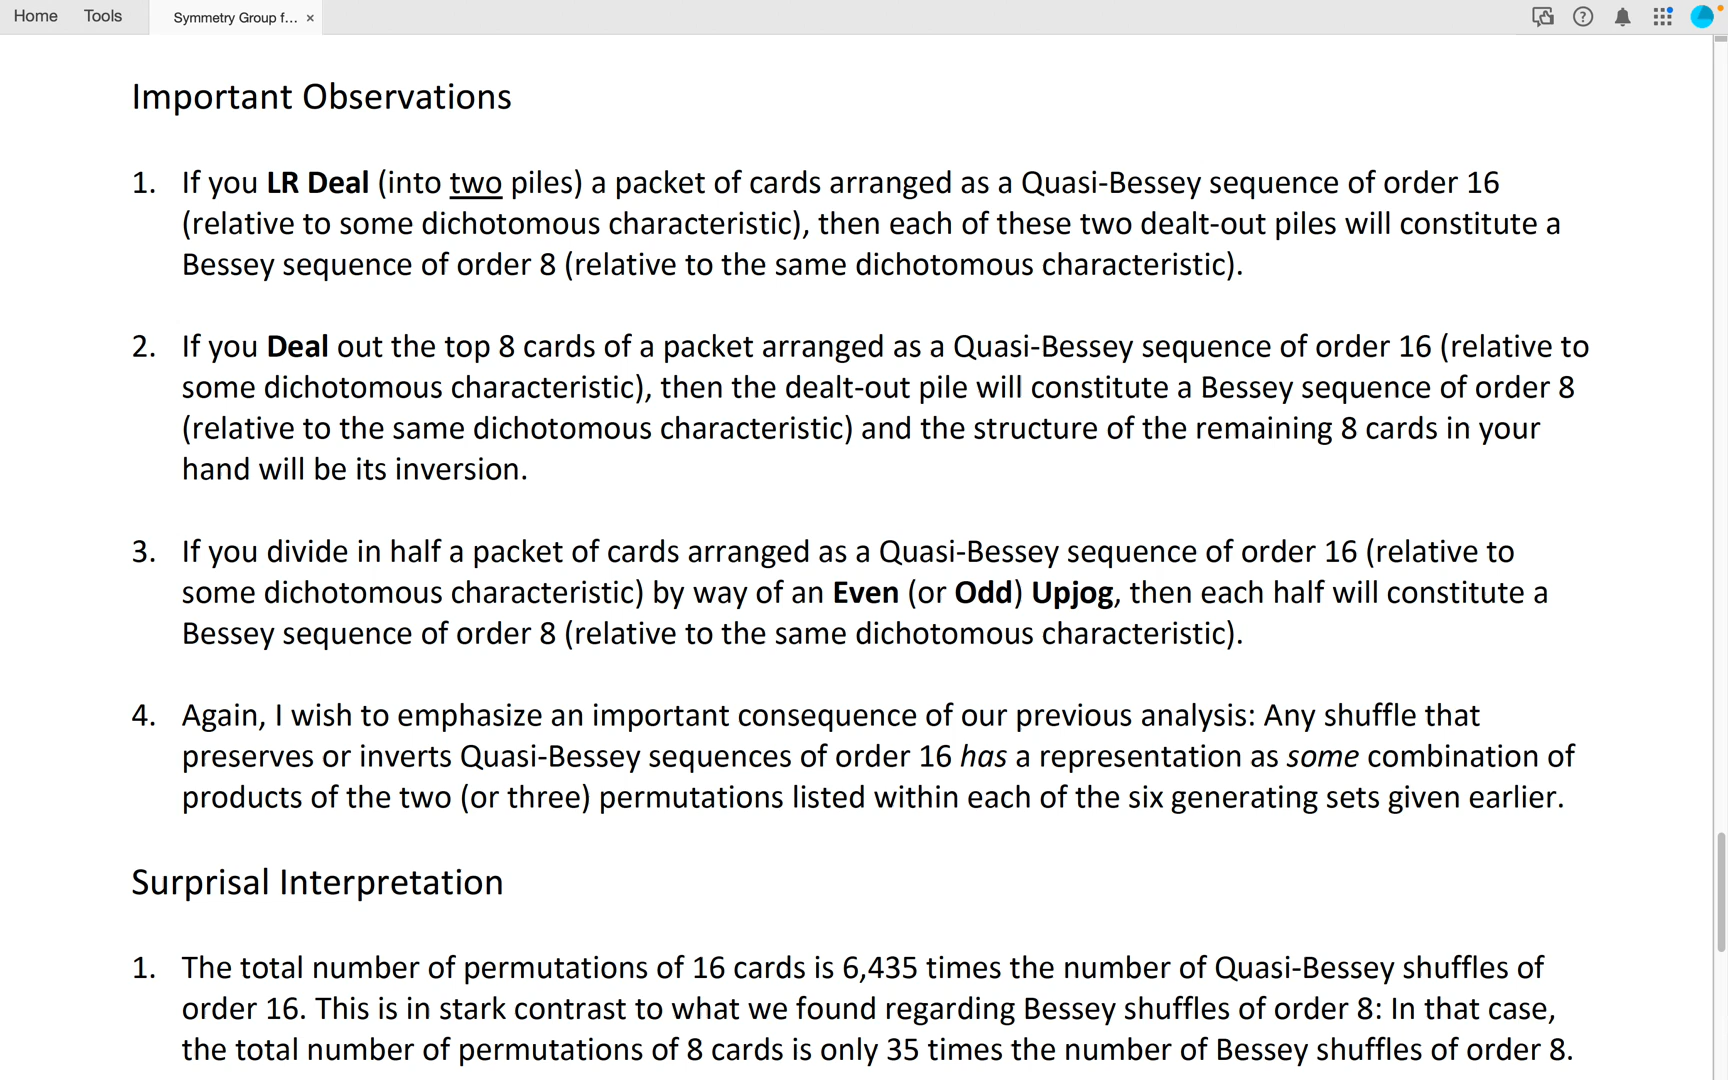 Home Tools Symmetry Group f... ×
Important Observations
1. If you LR Deal (into two piles) a packet of cards arranged as a Quasi-Bessey sequence of order 16
(relative to some dichotomous characteristic), then each of these two dealt-out piles will constitute a
Bessey sequence of order 8 (relative to the same dichotomous characteristic).
2. If you Deal out the top 8 cards of a packet arranged as a Quasi-Bessey sequence of order 16 (relative to
some dichotomous characteristic), then the dealt-out pile will constitute a Bessey sequence of order 8
(relative to the same dichotomous characteristic) and the structure of the remaining 8 cards in your
hand will be its inversion.
3. If you divide in half a packet of cards arranged as a Quasi-Bessey sequence of order 16 (relative to
some dichotomous characteristic) by way of an Even (or Odd) Upjog, then each half will constitute a
Bessey sequence of order 8 (relative to the same dichotomous characteristic).
4. Again, I wish to emphasize an important consequence of our previous analysis: Any shuffle that
preserves or inverts Quasi-Bessey sequences of order 16 has a representation as some combination of
products of the two (or three) permutations listed within each of the six generating sets given earlier.
Surprisal Interpretation
1. The total number of permutations of 16 cards is 6,435 times the number of Quasi-Bessey shuffles of
order 16. This is in stark contrast to what we found regarding Bessey shuffles of order 8: In that case,
the total number of permutations of 8 cards is only 35 times the number of Bessey shuffles of order 8.